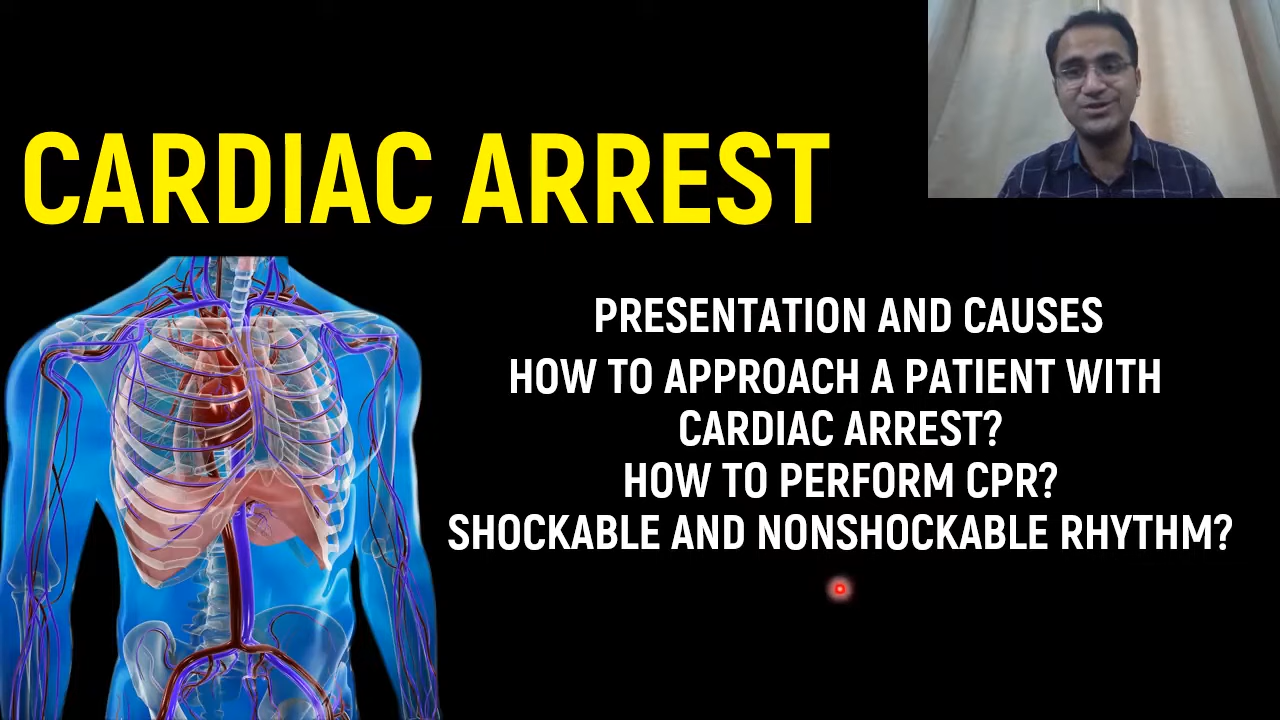 CARDIAC ARREST
PRESENTATION AND CAUSES
HOW TO APPROACH A PATIENT WITH
CARDIAC ARREST?
HOW TO PERFORM CPR?
SHOCKABLE AND NONSHOCKABLE RHYTHM?